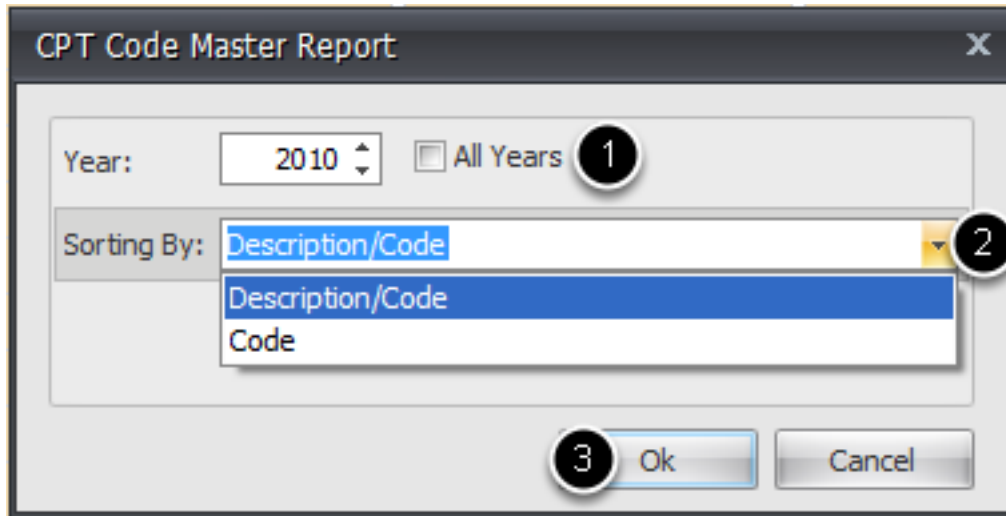 CPT Code Master Report x
Year: 2010 All Years 1
Sorting By: Description/Code 2
Description/Code
Code
3 Ok Cancel